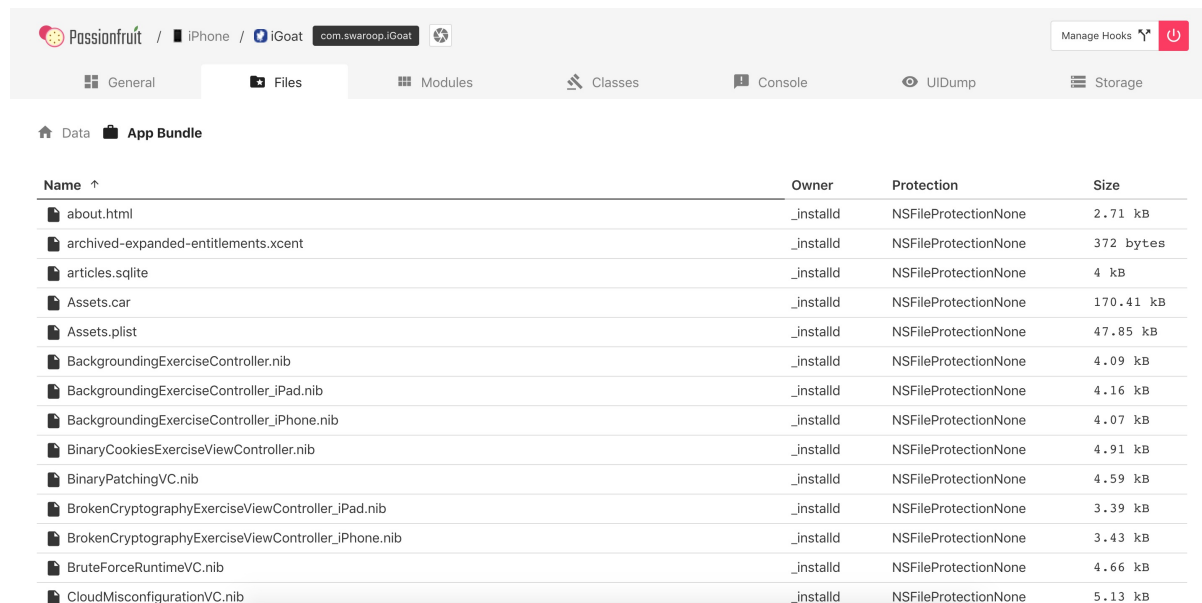 Passionfruit / iPhone / iGoat com.swaroop.iGoat Manage Hooks
General Files Modules Classes Console UIDump Storage
Data App Bundle
Name ↑ Owner Protection Size
about.html _installd NSFileProtectionNone 2.71 kB
archived-expanded-entitlements.xcent _installd NSFileProtectionNone 372 bytes
articles.sqlite _installd NSFileProtectionNone 4 kB
Assets.car _installd NSFileProtectionNone 170.41 kB
Assets.plist _installd NSFileProtectionNone 47.85 kB
BackgroundingExerciseController.nib _installd NSFileProtectionNone 4.09 kB
BackgroundingExerciseController_iPad.nib _installd NSFileProtectionNone 4.16 kB
BackgroundingExerciseController_iPhone.nib _installd NSFileProtectionNone 4.07 kB
BinaryCookiesExerciseViewController.nib _installd NSFileProtectionNone 4.91 kB
BinaryPatchingVC.nib _installd NSFileProtectionNone 4.59 kB
BrokenCryptographyExerciseViewController_iPad.nib _installd NSFileProtectionNone 3.39 kB
BrokenCryptographyExerciseViewController_iPhone.nib _installd NSFileProtectionNone 3.43 kB
BruteForceRuntimeVC.nib _installd NSFileProtectionNone 4.66 kB
CloudMisconfigurationVC.nib _installd NSFileProtectionNone 5.13 kB